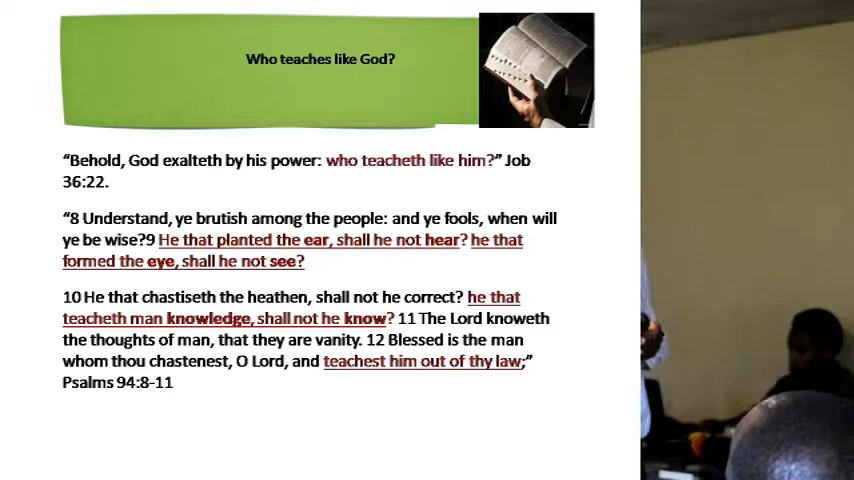 Who teaches like God?
“Behold, God exalteth by his power: who teacheth like him?” Job
36:22.
“8 Understand, ye brutish among the people: and ye fools, when will
ye be wise?9 He that planted the ear, shall he not hear? he that
formed the eye, shall he not see?
10 He that chastiseth the heathen, shall not he correct? he that
teacheth man knowledge, shall not he know? 11 The Lord knoweth
the thoughts of man, that they are vanity. 12 Blessed is the man
whom thou chastenest, O Lord, and teachest him out of thy law;”
Psalms 94:8-11